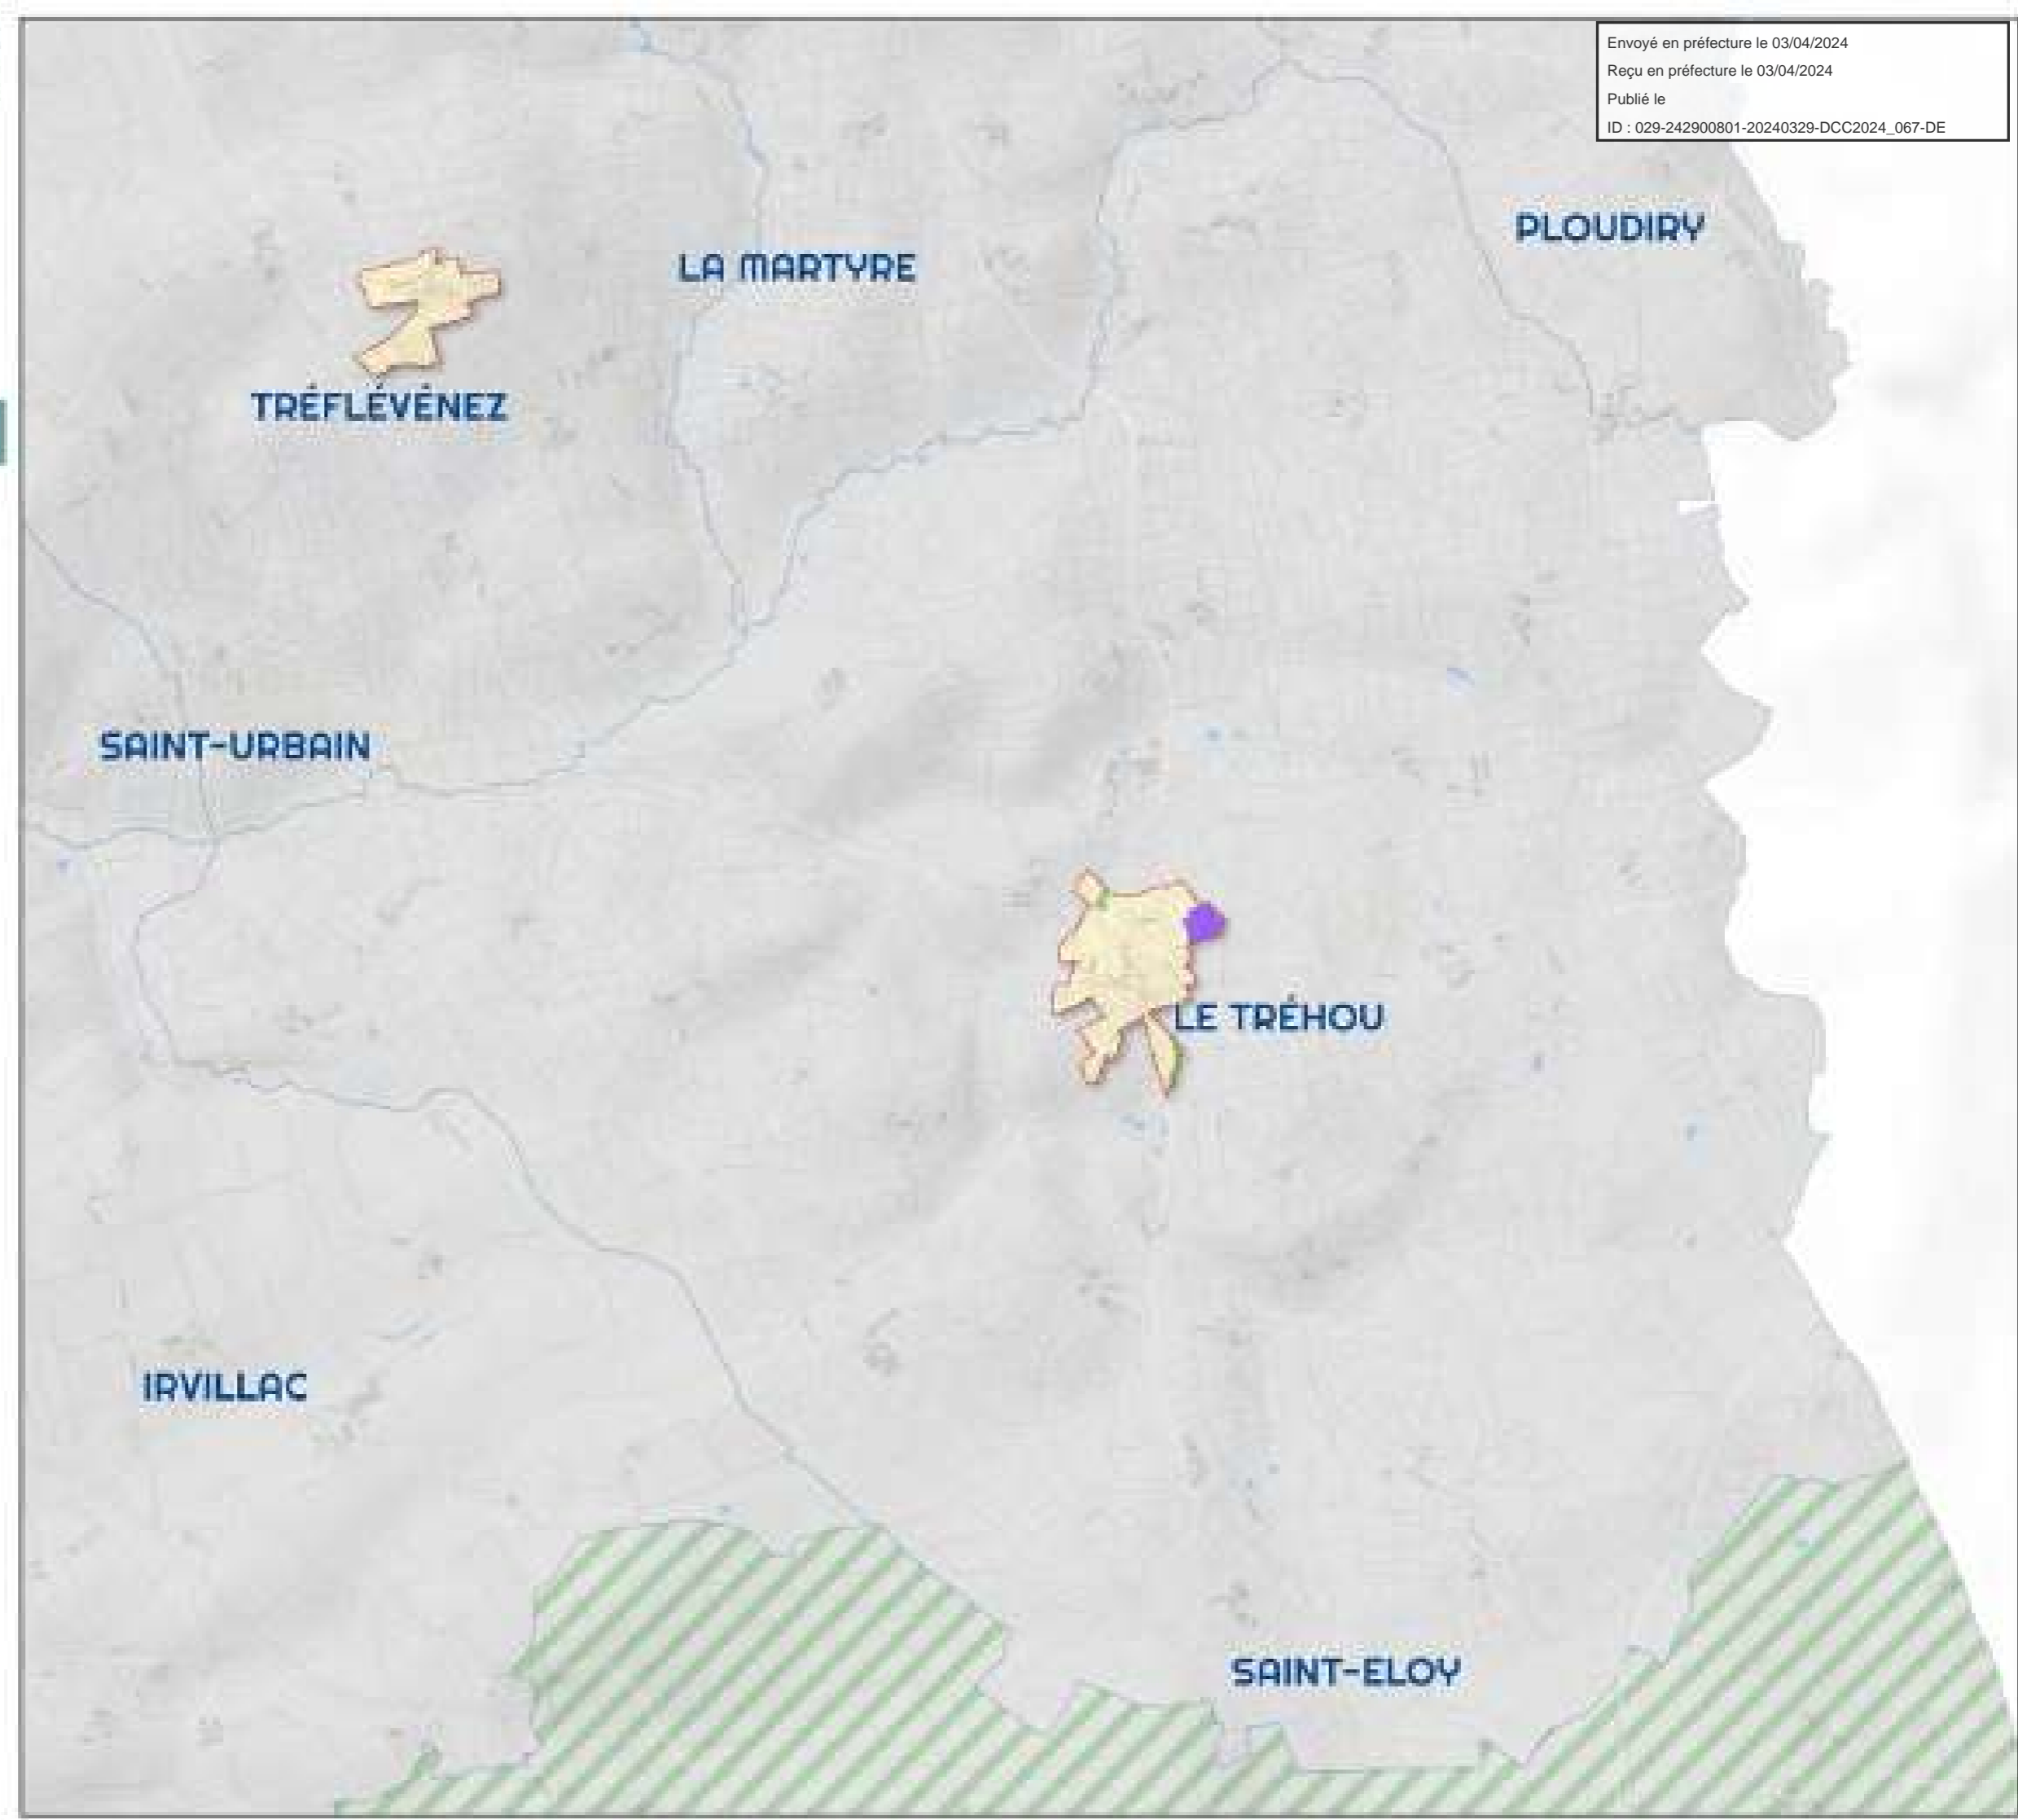 Envoyé en préfecture le 03/04/2024
Reçu en préfecture le 03/04/2024
Publié le
ID : 029-242900801-20240329-DCC2024_067-DE
PLOUDIRY
LA MARTYRE
TRÉFLÉVÉNEZ
SAINT-URBAIN
LE TRÉHOU
IRVILLAC
SAINT-ELOY